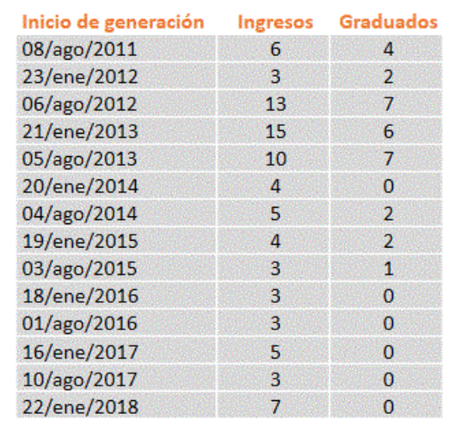 Inicio de generación Ingresos Graduados
08/ago/2011 6 4
23/ene/2012 3 2
06/ago/2012 13 7
21/ene/2013 15 6
05/ago/2013 10 7
20/ene/2014 4 0
04/ago/2014 5 2
19/ene/2015 4 2
03/ago/2015 3 1
18/ene/2016 3 0
01/ago/2016 3 0
16/ene/2017 5 0
10/ago/2017 3 0
22/ene/2018 7 0